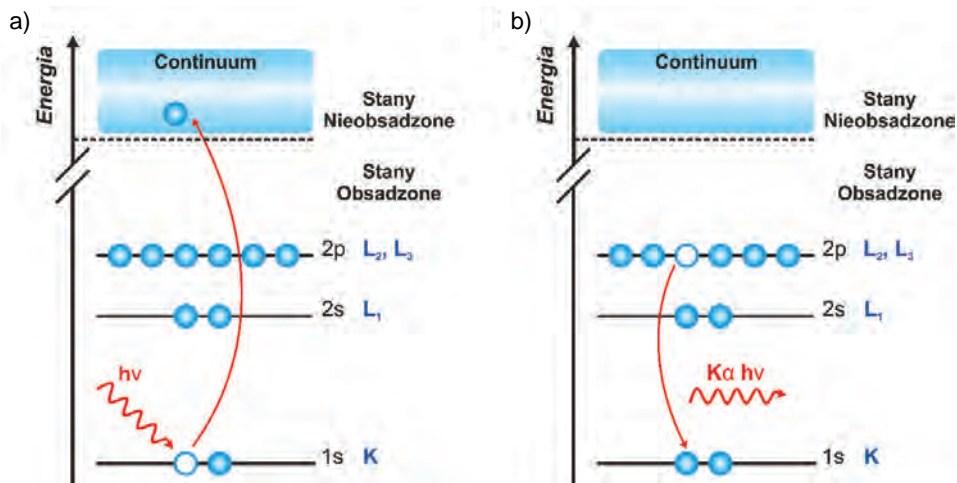 a)
Energia
Continuum
Stany
Nieobsadzone
Stany
Obsadzone
2p L₂, L₃
2s L₁
hν
1s K
b)
Energia
Continuum
Stany
Nieobsadzone
Stany
Obsadzone
2p L₂, L₃
2s L₁
Kα hν
1s K